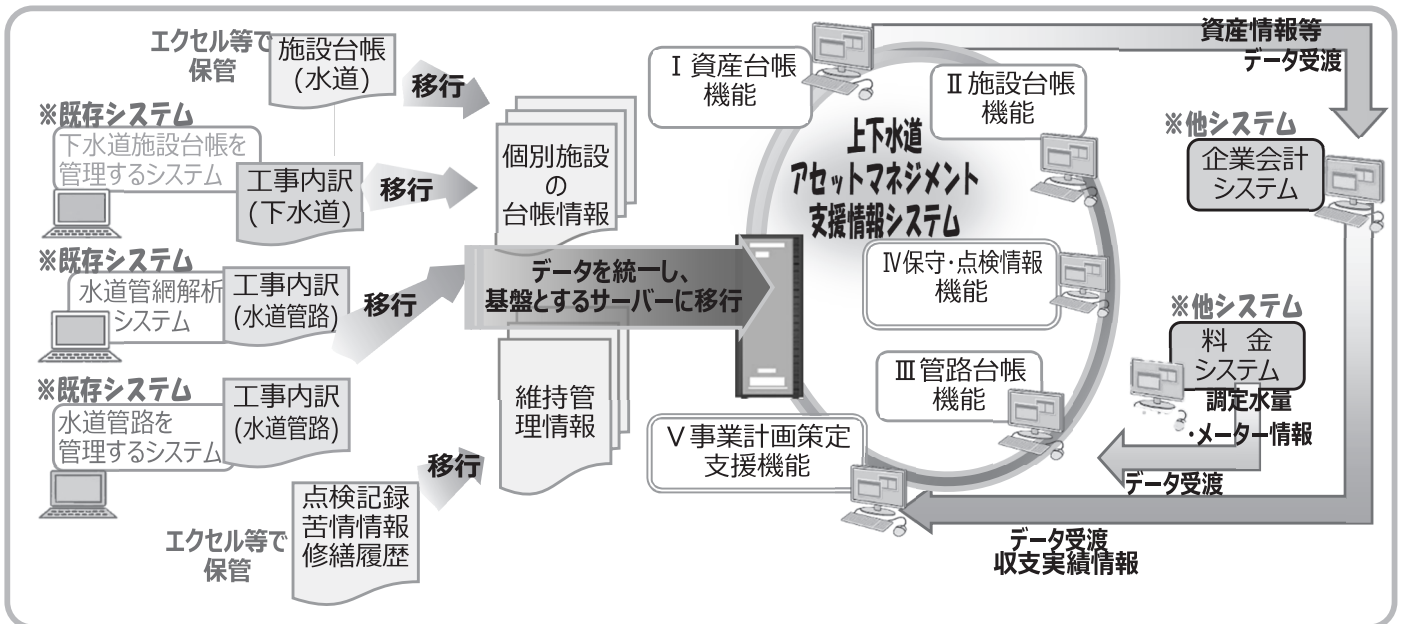 エクセル等で
保管
施設台帳
(水道)
移行
※既存システム
下水道施設台帳を
管理するシステム
工事内訳
(下水道)
移行
※既存システム
水道管網解析
システム
工事内訳
(水道管路)
移行
※既存システム
水道管路を
管理するシステム
工事内訳
(水道管路)
エクセル等で
保管
点検記録
苦情情報
修繕履歴
移行
個別施設
の
台帳情報
データを統一し、
基盤とするサーバーに移行
維持管
理情報
Ⅰ資産台帳
機能
Ⅱ施設台帳
機能
上下水道
アセットマネジメント
支援情報システム
Ⅳ保守・点検情報
機能
Ⅲ管路台帳
機能
Ⅴ事業計画策定
支援機能
資産情報等
データ受渡
※他システム
企業会計
システム
※他システム
料 金
システム
調定水量
・メーター情報
データ受渡
データ受渡
収支実績情報